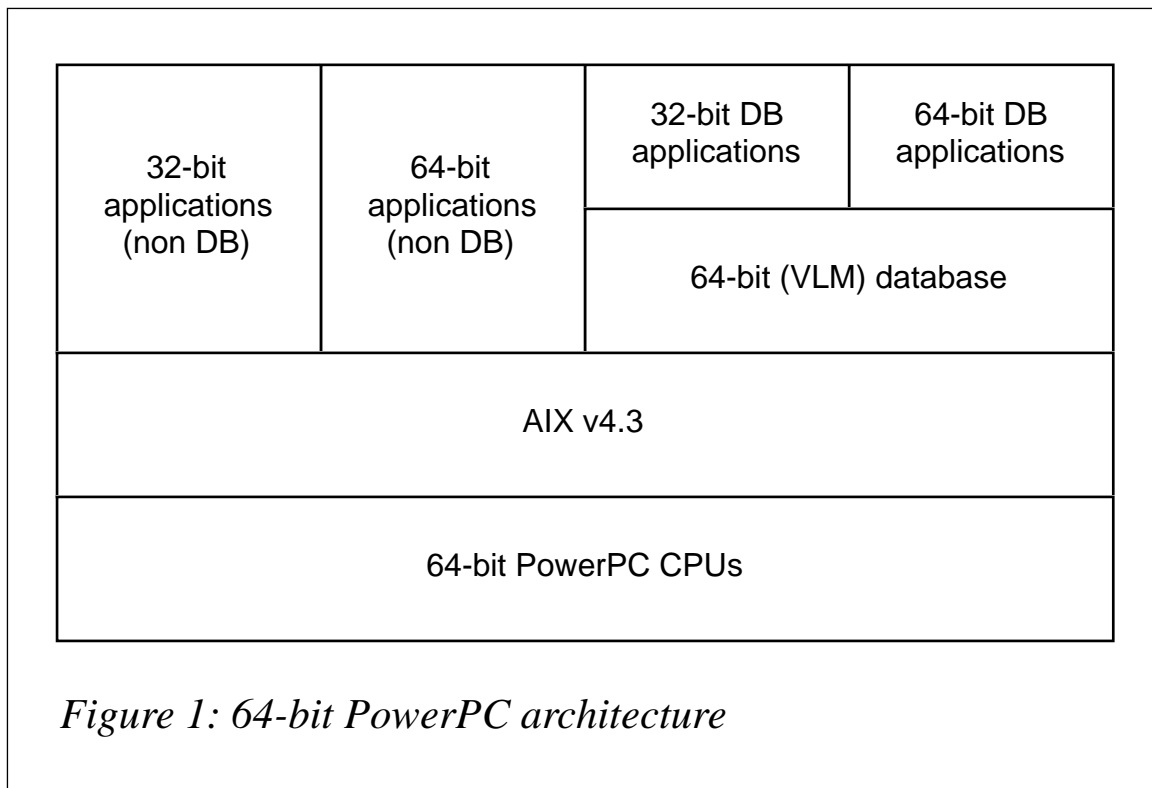 32-bit
applications
(non DB)
64-bit
applications
(non DB)
32-bit DB
applications
64-bit DB
applications
64-bit (VLM) database
AIX v4.3
64-bit PowerPC CPUs
Figure 1: 64-bit PowerPC architecture